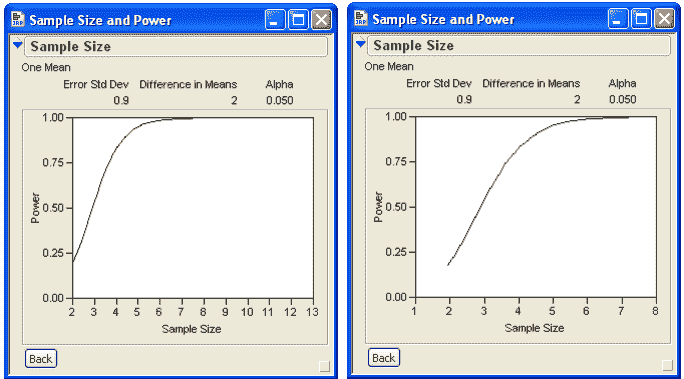 Sample Size and Power
Sample Size
One Mean
Error Std Dev Difference in Means Alpha
0.9 2 0.050
1.00
0.75
0.50
0.25
0.00
Power
2 3 4 5 6 7 8 9 10 11 12 13
Sample Size
Back
Sample Size and Power
Sample Size
One Mean
Error Std Dev Difference in Means Alpha
0.9 2 0.050
1.00
0.75
0.50
0.25
0.00
Power
1 2 3 4 5 6 7 8
Sample Size
Back